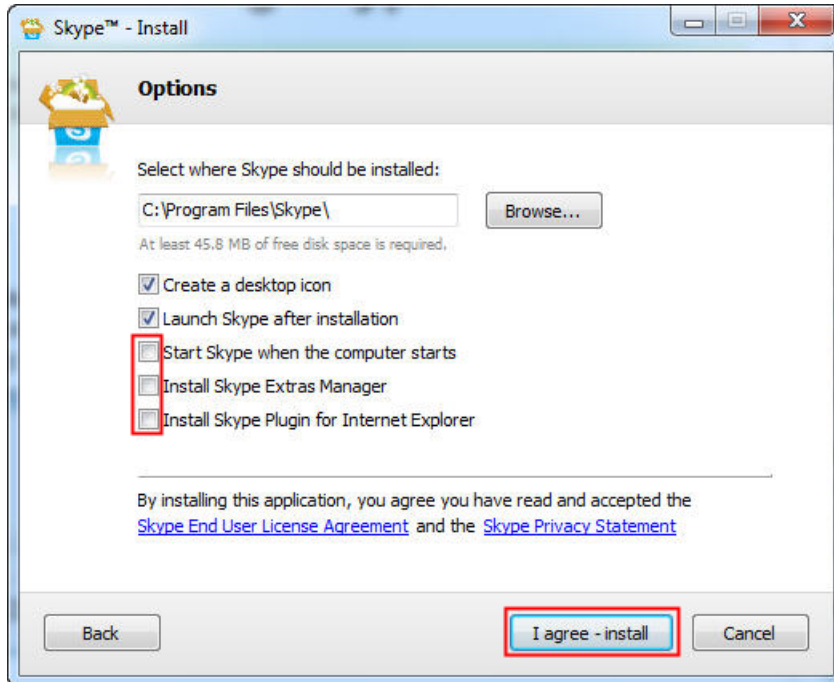 Skype™ - Install
Options
Select where Skype should be installed:
C:\Program Files\Skype\
Browse...
At least 45.8 MB of free disk space is required.
Create a desktop icon
Launch Skype after installation
Start Skype when the computer starts
Install Skype Extras Manager
Install Skype Plugin for Internet Explorer
By installing this application, you agree you have read and accepted the
Skype End User License Agreement and the Skype Privacy Statement
Back
I agree - install
Cancel